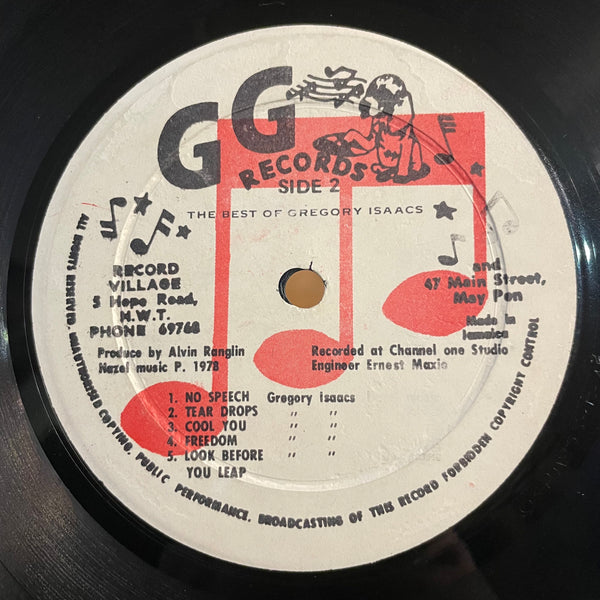 GG
RECORDS
SIDE 2
THE BEST OF GREGORY ISAACS
RECORD
VILLAGE
5 Hope Road,
N.W.T.
PHONE 69768
and
47 Main Street,
May Pen
Made in
Jamaica
Produce by Alvin Ranglin
Hazel music P. 1978
Recorded at Channel one Studio
Engineer Ernest Maxie
1. NO SPEECH Gregory Isaacs
2. TEAR DROPS " "
3. COOL YOU " "
4. FREEDOM " "
5. LOOK BEFORE " "
YOU LEAP
ALL RIGHTS RESERVED. UNAUTHORISED COPYING, PUBLIC PERFORMANCE, BROADCASTING OF THIS RECORD FORBIDDEN COPYRIGHT CONTROL